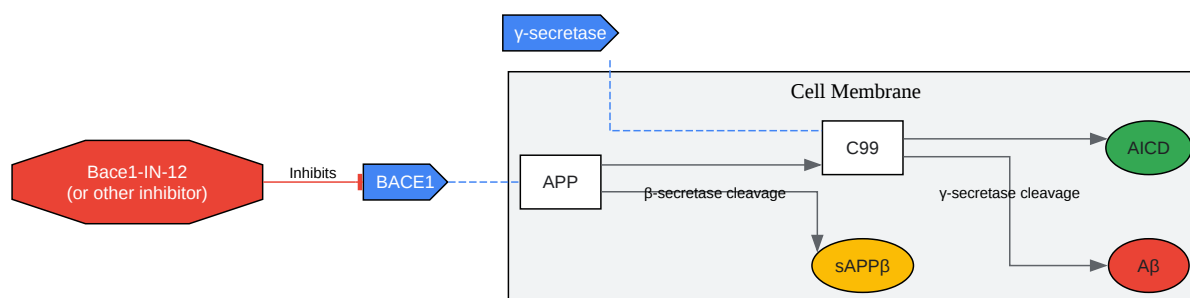 γ-secretase
Cell Membrane
Bace1-IN-12
(or other inhibitor)
Inhibits
BACE1
APP
β-secretase cleavage
C99
γ-secretase cleavage
AICD
sAPPβ
Aβ